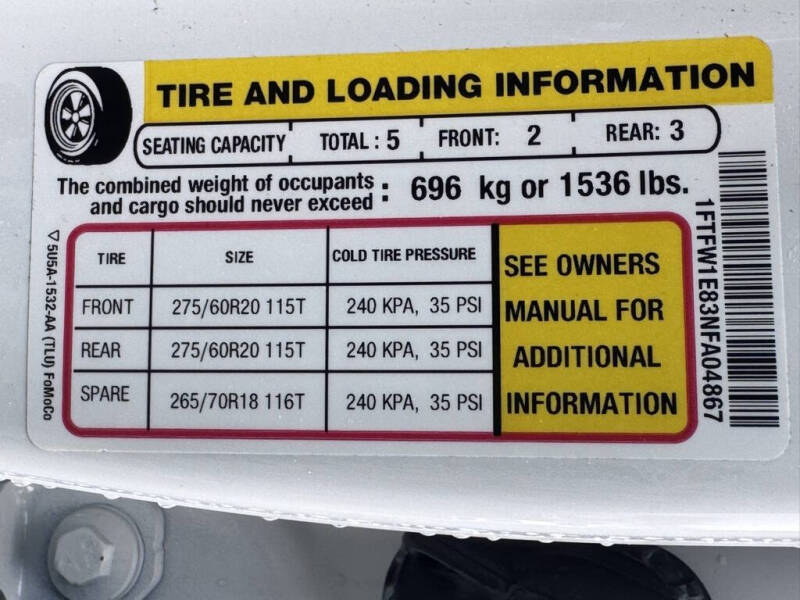 TIRE AND LOADING INFORMATION
SEATING CAPACITY TOTAL : 5 FRONT: 2 REAR: 3
The combined weight of occupants
and cargo should never exceed : 696 kg or 1536 lbs.
TIRE SIZE COLD TIRE PRESSURE
FRONT 275/60R20 115T 240 KPA, 35 PSI
REAR 275/60R20 115T 240 KPA, 35 PSI
SPARE 265/70R18 116T 240 KPA, 35 PSI
SEE OWNERS
MANUAL FOR
ADDITIONAL
INFORMATION
1FTFW1E83NFA04867
▽5U5A-1532-AA (TLU) FoMoCo